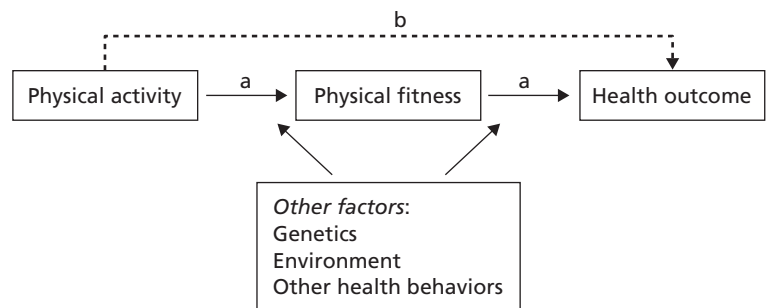 b
Physical activity
a
Physical fitness
a
Health outcome
Other factors:
Genetics
Environment
Other health behaviors